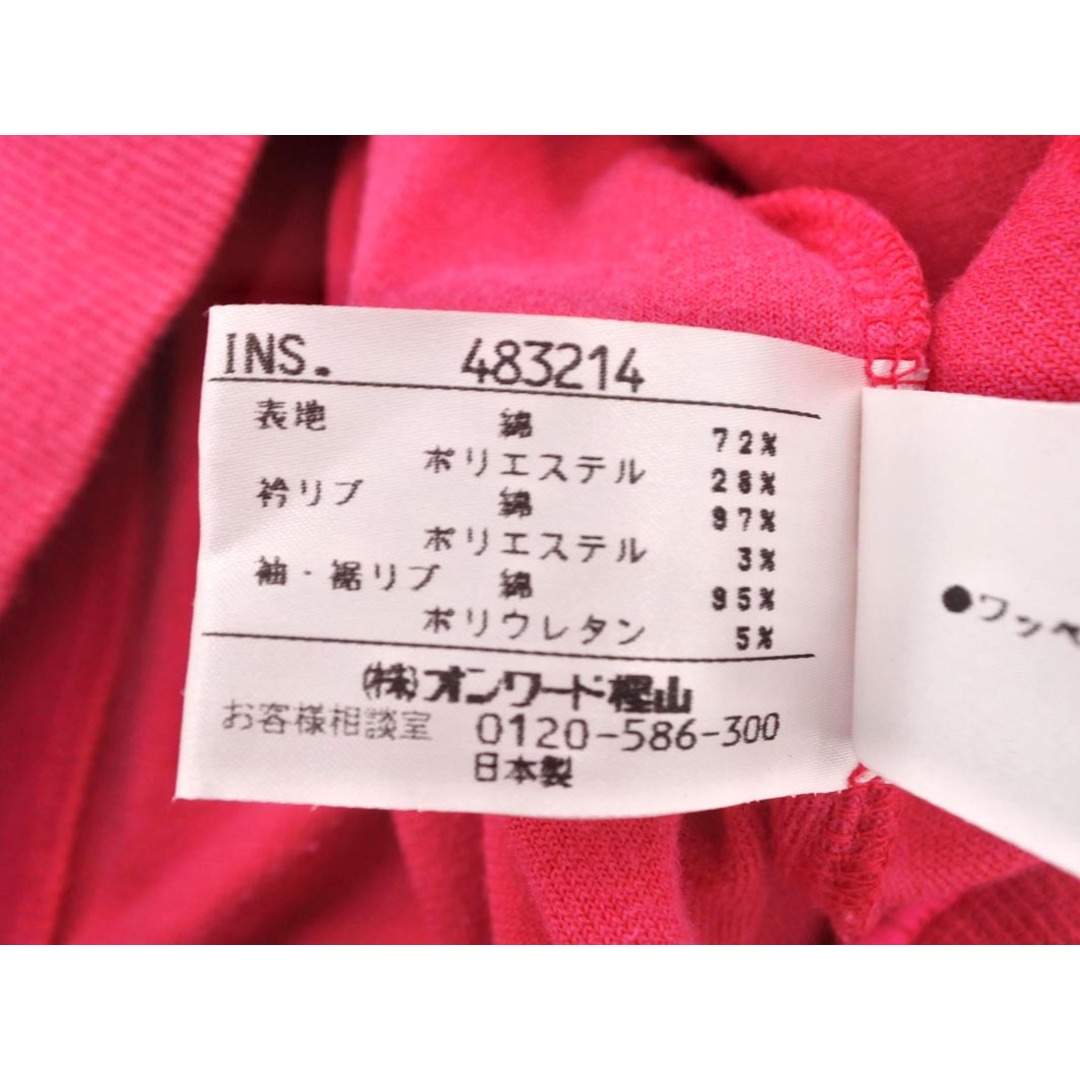 INS. 483214
表地 綿 72%
ポリエステル 28%
衿リブ 綿 97%
ポリエステル 3%
袖・裾リブ 綿 95%
ポリウレタン 5%
(株)オンワード樫山
お客様相談室 0120-586-300
日本製
●ワッペ